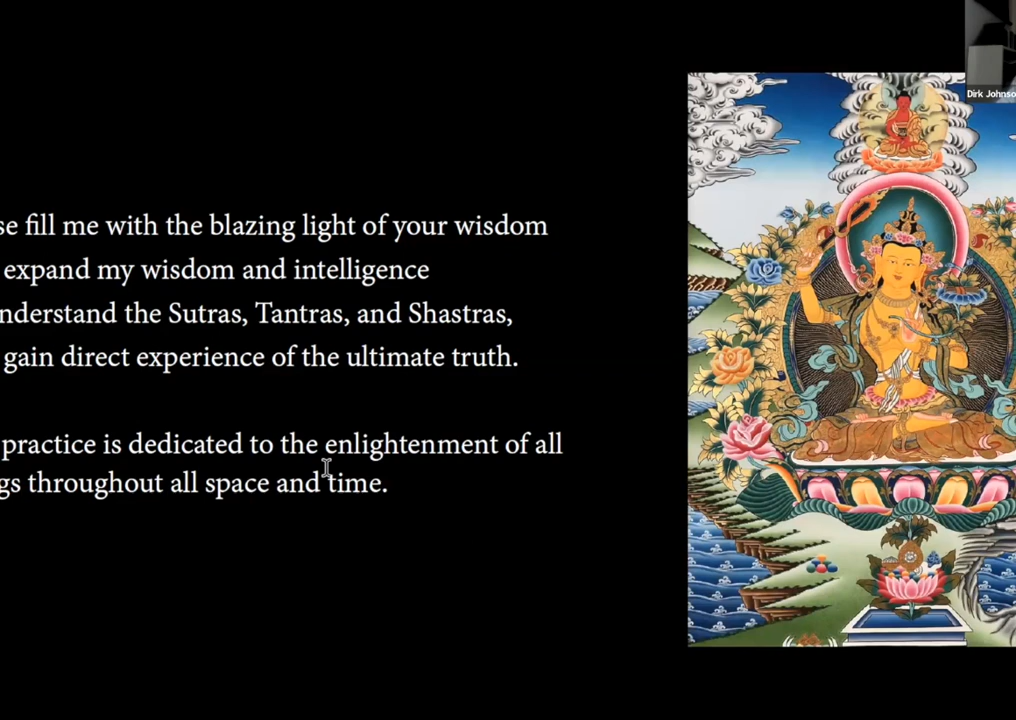 se fill me with the blazing light of your wisdom
expand my wisdom and intelligence
nderstand the Sutras, Tantras, and Shastras,
gain direct experience of the ultimate truth.
practice is dedicated to the enlightenment of all
gs throughout all space and time.
Dirk Johnso